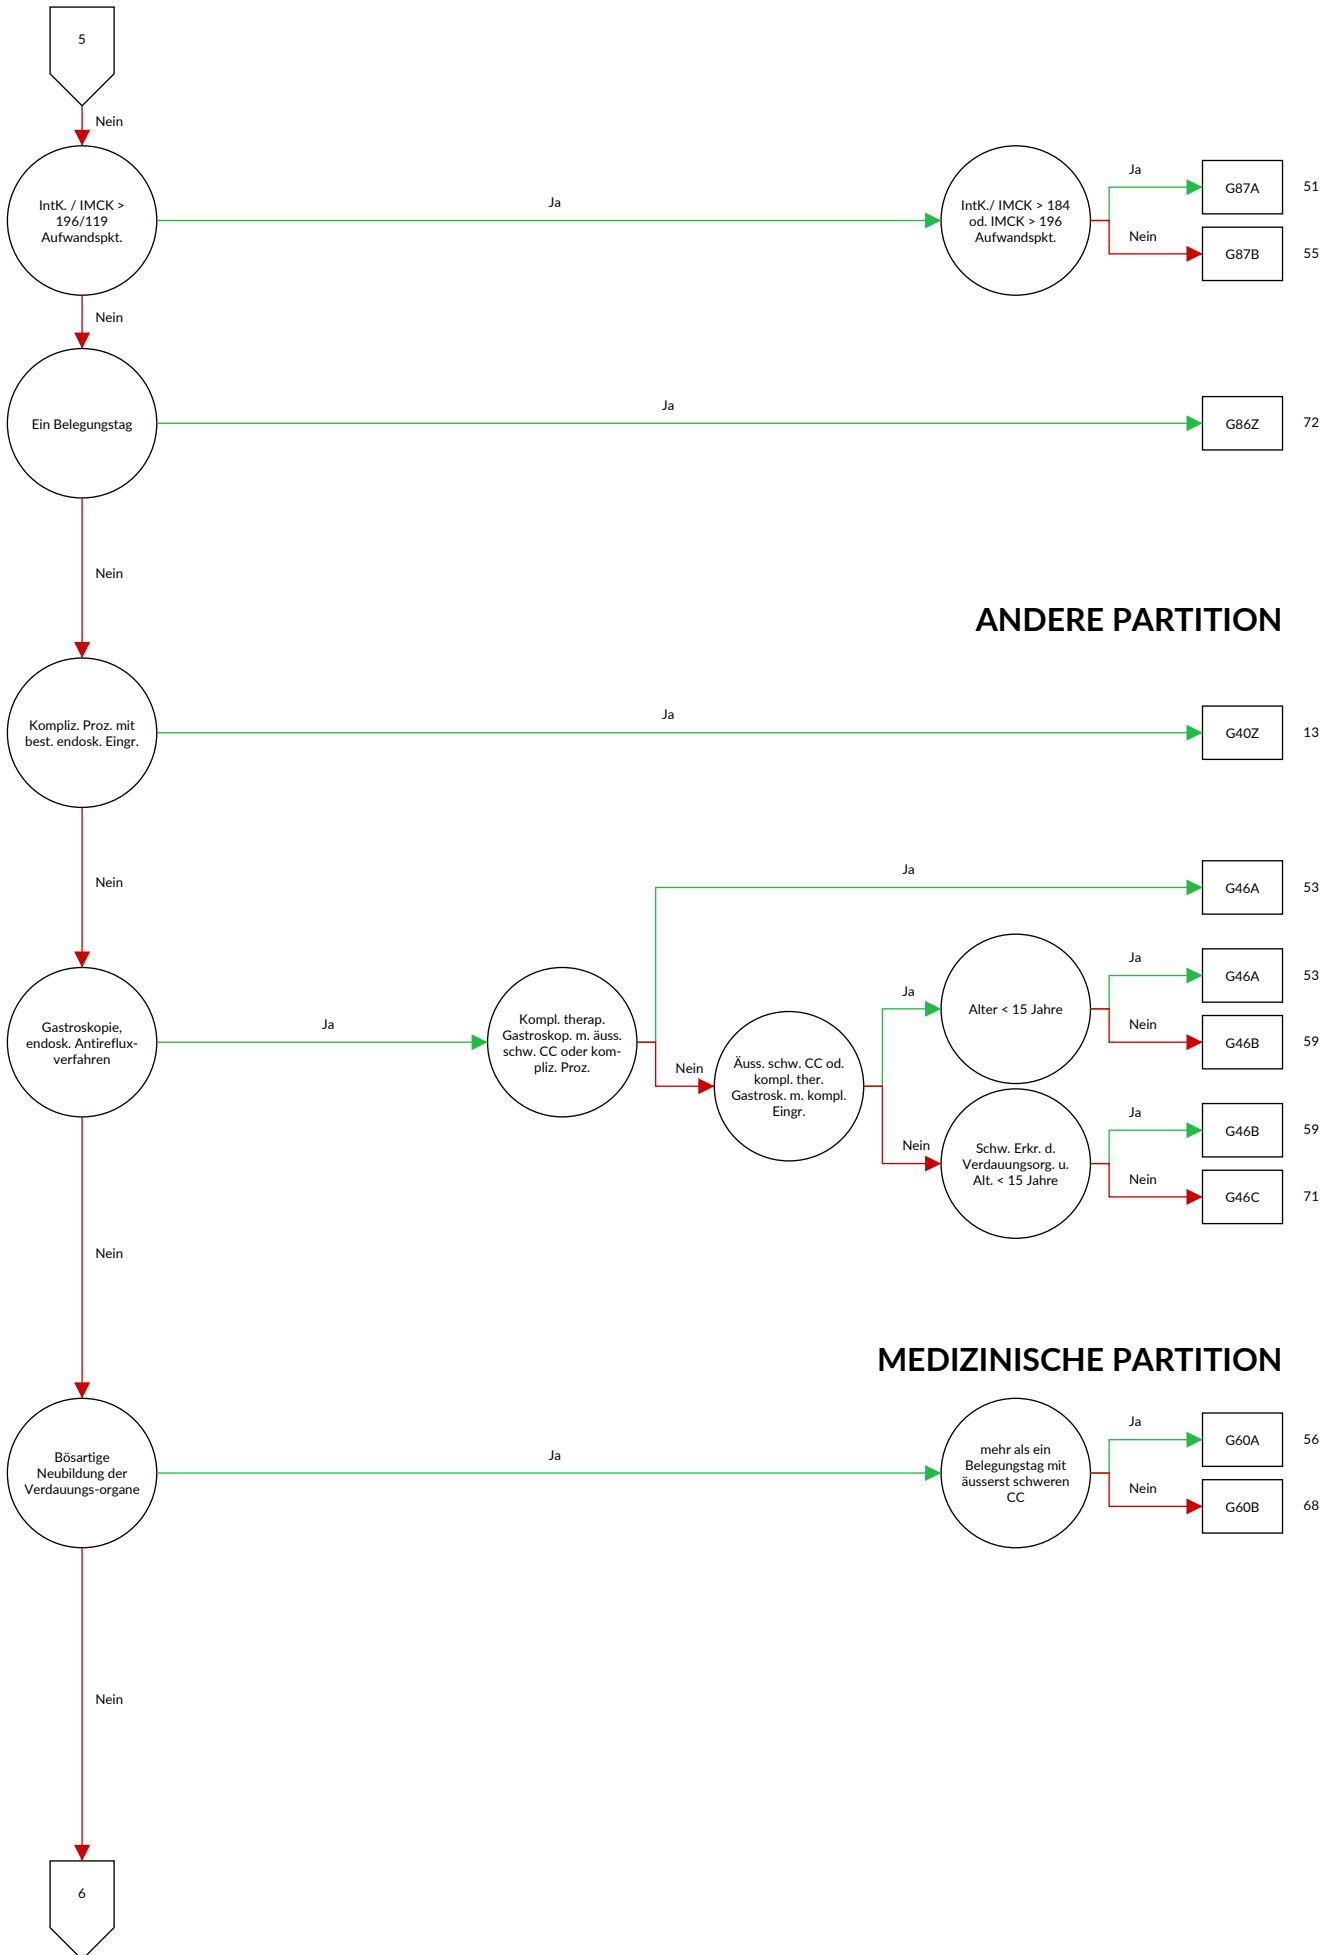 5
Nein
IntK. / IMCK >
196/119
Aufwandspkt.
Ja
IntK./ IMCK > 184
od. IMCK > 196
Aufwandspkt.
Ja
G87A
51
Nein
G87B
55
Nein
Ein Belegungstag
Ja
G86Z
72
Nein
ANDERE PARTITION
Kompliz. Proz. mit
best. endosk. Eingr.
Ja
G40Z
13
Nein
Gastroskopie,
endosk. Antireflux-
verfahren
Ja
Kompl. therap.
Gastroskop. m. äuss.
schw. CC oder kom-
pliz. Proz.
Ja
G46A
53
Nein
Äuss. schw. CC od.
kompl. ther.
Gastrosk. m. kompl.
Eingr.
Ja
Alter < 15 Jahre
Ja
G46A
53
Nein
G46B
59
Nein
Schw. Erkr. d.
Verdauungsorg. u.
Alt. < 15 Jahre
Ja
G46B
59
Nein
G46C
71
Nein
MEDIZINISCHE PARTITION
Bösartige
Neubildung der
Verdauungs-organe
Ja
mehr als ein
Belegungstag mit
äusserst schweren
CC
Ja
G60A
56
Nein
G60B
68
Nein
6